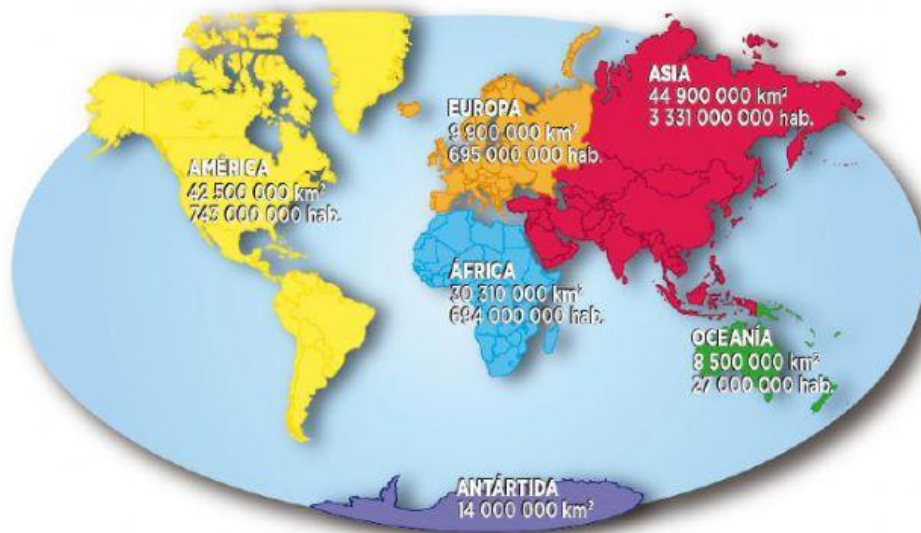 ASIA
44 900 000 km²
3 331 000 000 hab.
EUROPA
9 900 000 km²
695 000 000 hab.
AMÉRICA
42 500 000 km²
743 000 000 hab.
ÁFRICA
30 310 000 km²
694 000 000 hab.
OCEANÍA
8 500 000 km²
27 000 000 hab.
ANTÁRTIDA
14 000 000 km²